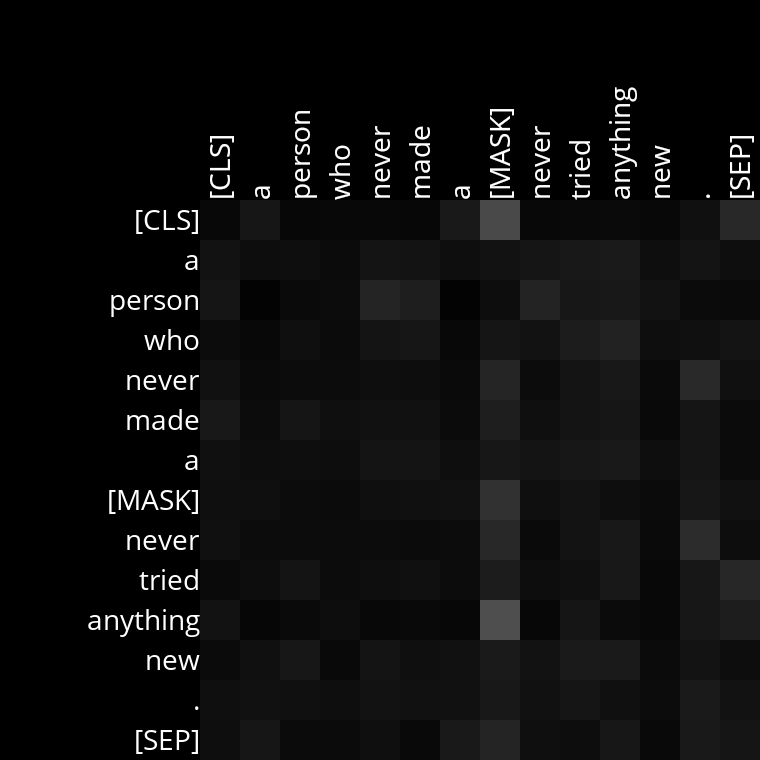 [CLS] a person who never made a [MASK] never tried anything new . [SEP]
[CLS]
a
person
who
never
made
a
[MASK]
never
tried
anything
new
.
[SEP]